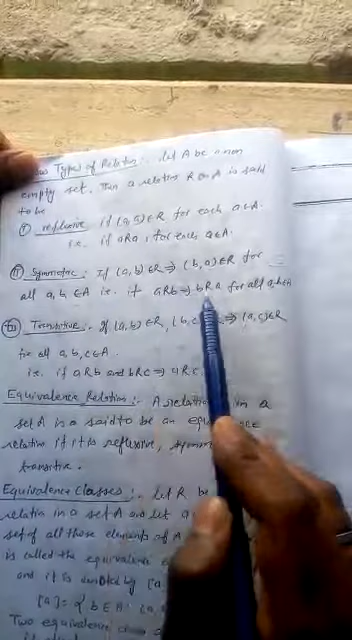 Types of Relation :- Let A be a non
empty set. Then a relation R on A is said
to be
(i) reflexive if (a, a) ∈ R for each a ∈ A.
i.e. if aRa, for each a ∈ A.
(ii) Symmetric : If (a, b) ∈ R ⇒ (b, a) ∈ R for
all a, b ∈ A i.e. if aRb ⇒ bRa for all a, b ∈ A
(iii) Transitive : If (a, b) ∈ R, (b, c ⇒ (a, c) ∈ R
for all a, b, c ∈ A.
i.e. if aRb and bRc ⇒ aRc
Equivalence Relation :- A relation in a
set A is said to be an
relation if it is reflexive,
transitive.
Equivalence Classes :- Let R be
relation in a set A and let
set of all those elements of A
is called the equivalence
and it is denoted by [a
[a] = { b ∈ A : (a,
Two equivalence class